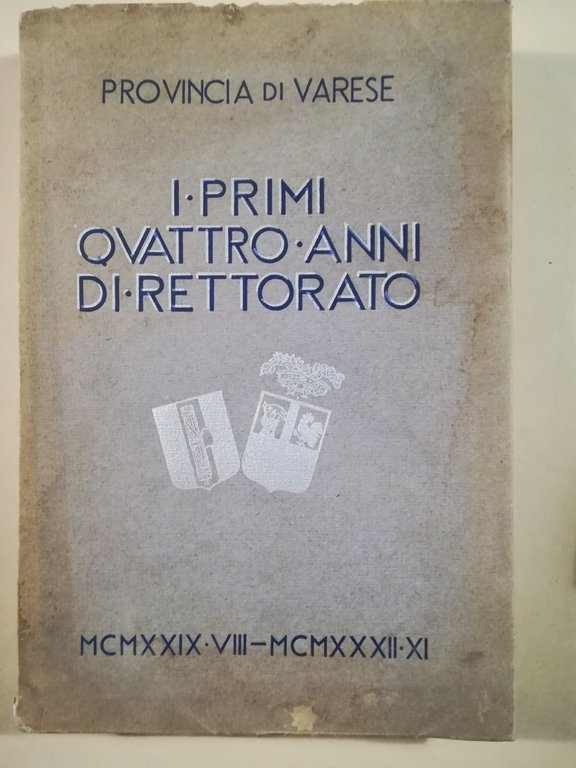 PROVINCIA DI VARESE
I·PRIMI
QVATTRO·ANNI
DI·RETTORATO
MCMXXIX·VIII–MCMXXXII·XI